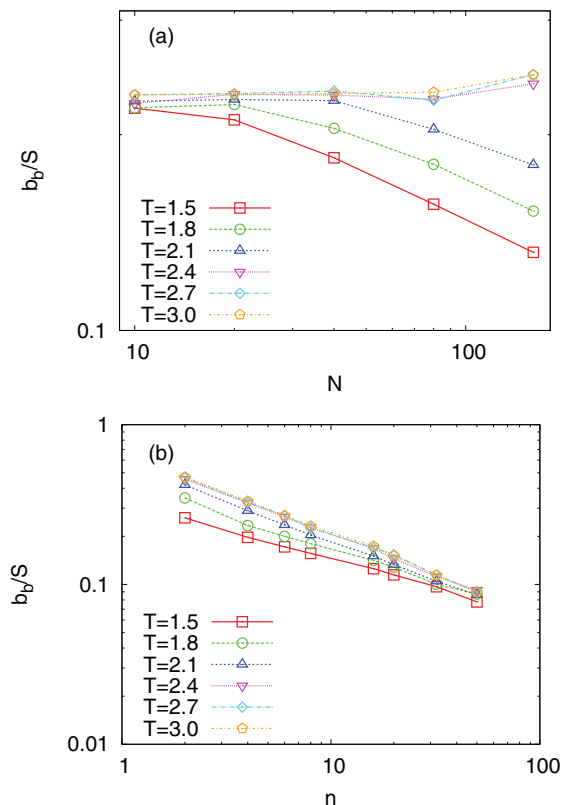 (a)
b_b/S
T=1.5
T=1.8
T=2.1
T=2.4
T=2.7
T=3.0
0.1
10
100
N
1
(b)
b_b/S
0.1
T=1.5
T=1.8
T=2.1
T=2.4
T=2.7
T=3.0
0.01
1
10
100
n